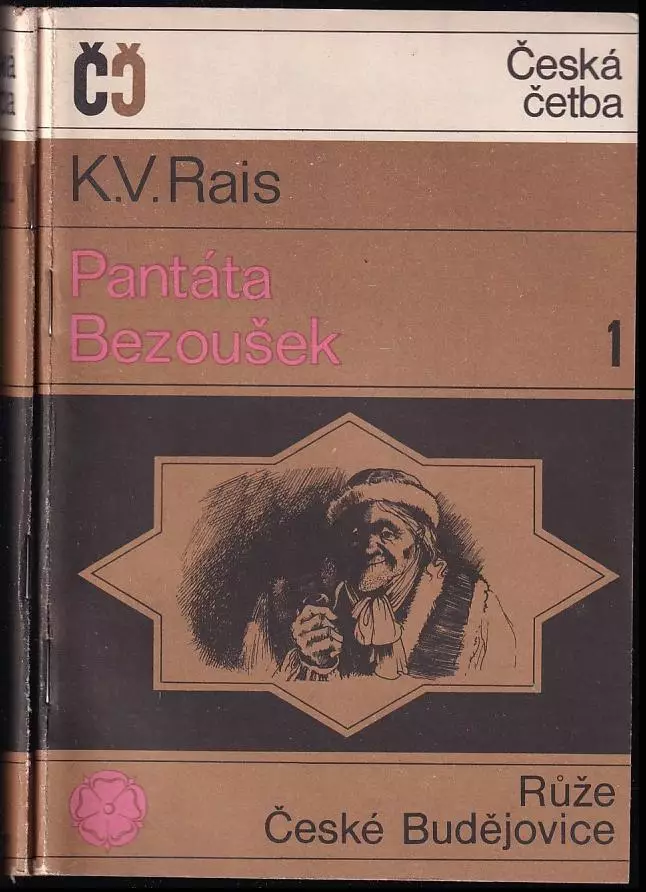 ČČ
Česká
četba
K.V. Rais
Pantáta
Bezoušek
1
Růže
České Budějovice